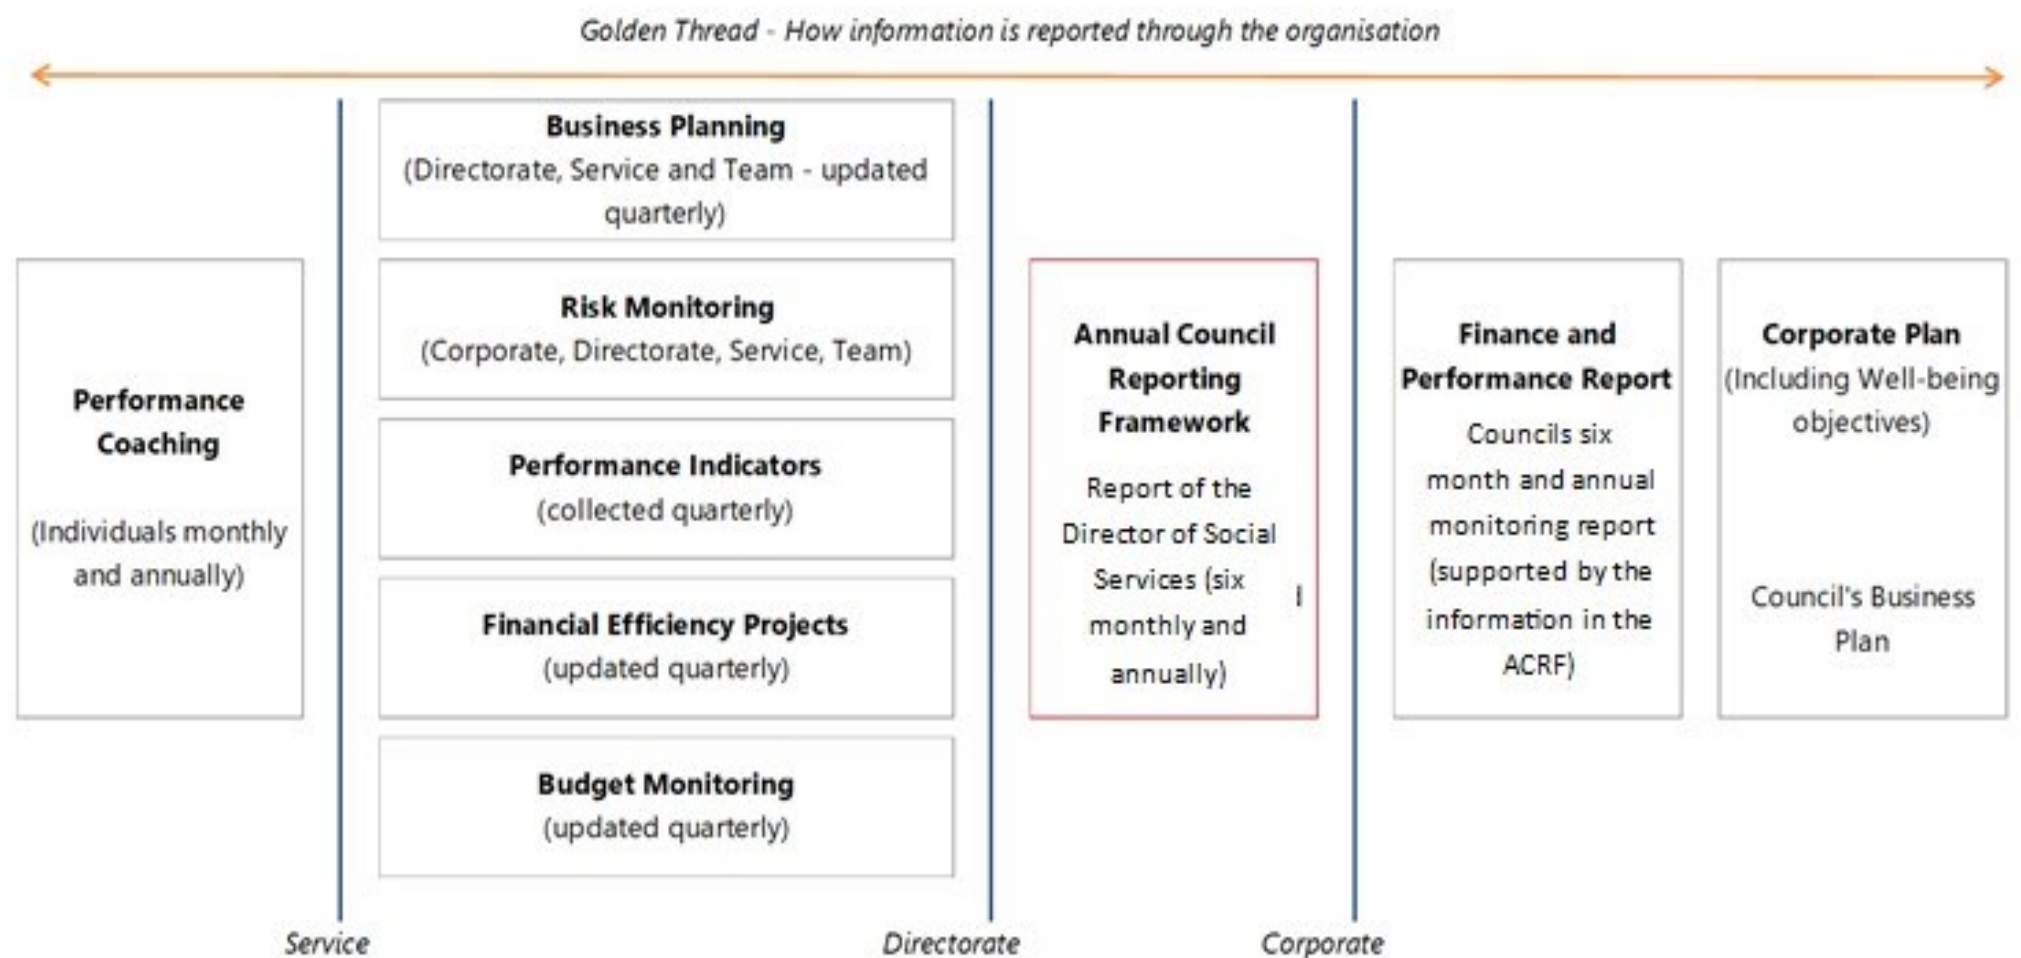 Golden Thread - How information is reported through the organisation
Performance
Coaching
(Individuals monthly
and annually)
Business Planning
(Directorate, Service and Team - updated
quarterly)
Risk Monitoring
(Corporate, Directorate, Service, Team)
Performance Indicators
(collected quarterly)
Financial Efficiency Projects
(updated quarterly)
Budget Monitoring
(updated quarterly)
Annual Council
Reporting
Framework
Report of the
Director of Social
Services (six
monthly and
annually)
Finance and
Performance Report
Councils six
month and annual
monitoring report
(supported by the
information in the
ACRF)
Corporate Plan
(Including Well-being
objectives)
Council's Business
Plan
Service
Directorate
Corporate